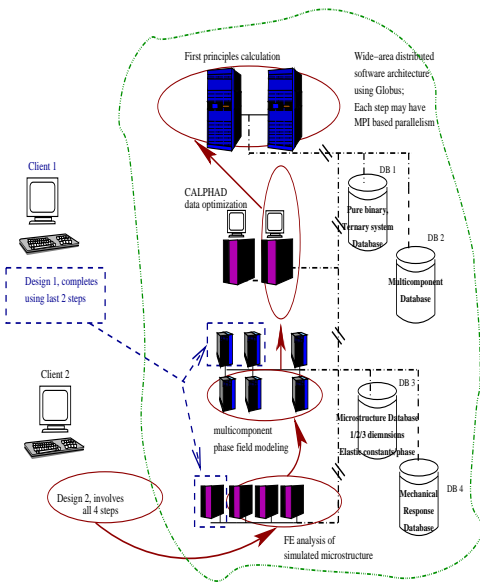 First principles calculation
Wide-area distributed
software architecture
using Globus;
Each step may have
MPI based parallelism
Client 1
CALPHAD
data optimization
DB 1
Pure binary,
Ternary system
Database
DB 2
Multicomponent
Database
Design 1, completes
using last 2 steps
Client 2
multicomponent
phase field modeling
DB 3
Microstructure Database
1/2/3 diemnsions
Elastic constants/phase
DB 4
Mechanical
Response
Database
Design 2, involves
all 4 steps
FE analysis of
simulated microstructure